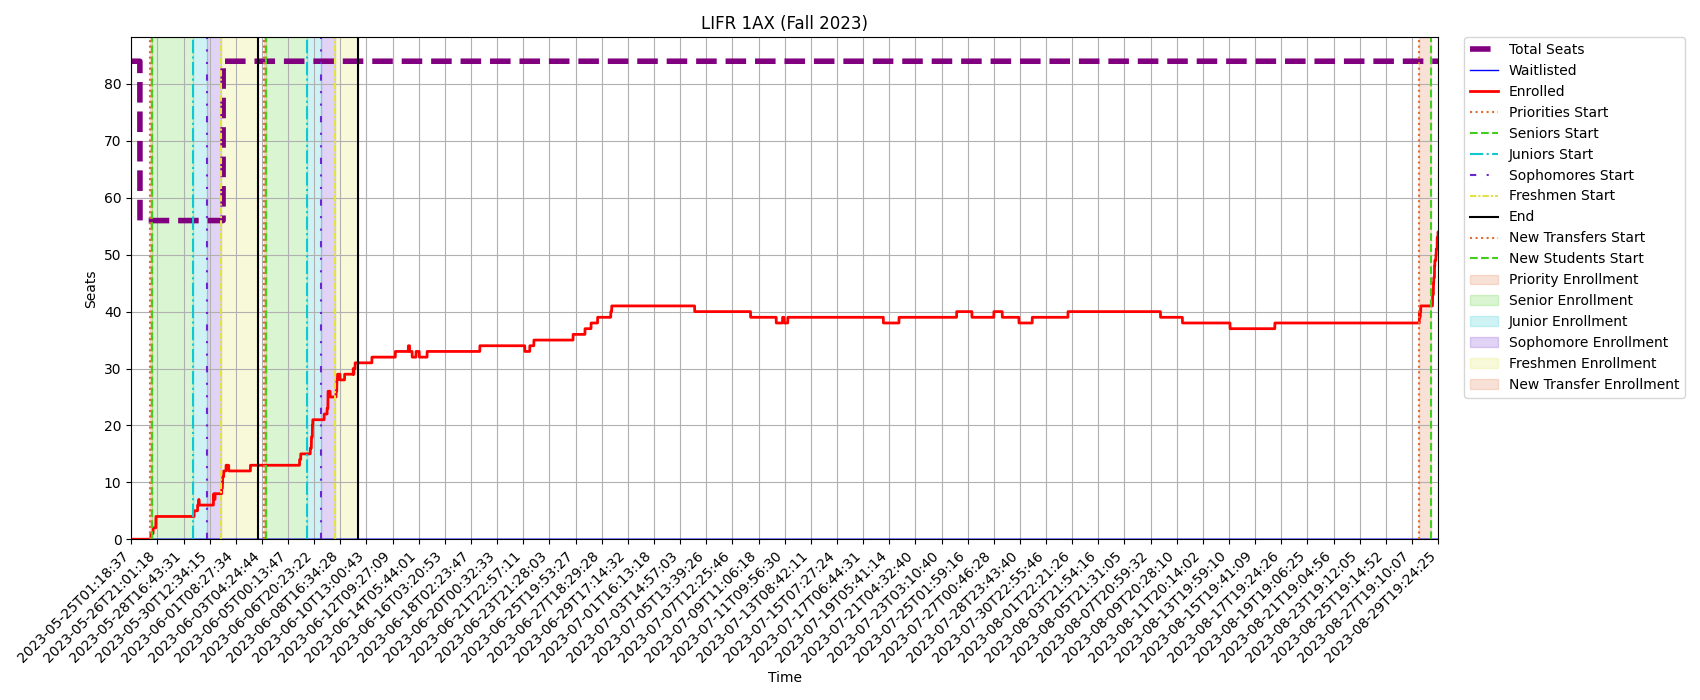 LIFR 1AX (Fall 2023)
Seats
80
70
60
50
40
30
20
10
0
2023-05-25T01:18:37
2023-05-26T21:01:18
2023-05-28T16:43:31
2023-05-30T12:34:15
2023-06-01T08:27:34
2023-06-03T04:24:44
2023-06-05T00:13:47
2023-06-06T20:23:22
2023-06-08T16:34:28
2023-06-10T13:00:43
2023-06-12T09:27:09
2023-06-14T05:44:01
2023-06-16T03:20:53
2023-06-18T02:23:47
2023-06-20T00:32:33
2023-06-21T22:57:11
2023-06-23T21:28:03
2023-06-25T19:53:27
2023-06-27T18:29:28
2023-06-29T17:14:32
2023-07-01T16:13:18
2023-07-03T14:57:03
2023-07-05T13:39:26
2023-07-07T12:25:46
2023-07-09T11:06:18
2023-07-11T09:56:30
2023-07-13T08:42:11
2023-07-15T07:27:24
2023-07-17T06:44:31
2023-07-19T05:41:14
2023-07-21T04:32:40
2023-07-23T03:10:40
2023-07-25T01:59:16
2023-07-27T00:46:28
2023-07-28T23:43:40
2023-07-30T22:55:46
2023-08-01T22:21:26
2023-08-03T21:54:16
2023-08-05T21:31:05
2023-08-07T20:59:32
2023-08-09T20:28:10
2023-08-11T20:14:02
2023-08-13T19:59:10
2023-08-15T19:41:09
2023-08-17T19:24:26
2023-08-19T19:06:25
2023-08-21T19:04:56
2023-08-23T19:12:05
2023-08-25T19:14:52
2023-08-27T19:10:07
2023-08-29T19:24:25
Time
Total Seats
Waitlisted
Enrolled
Priorities Start
Seniors Start
Juniors Start
Sophomores Start
Freshmen Start
End
New Transfers Start
New Students Start
Priority Enrollment
Senior Enrollment
Junior Enrollment
Sophomore Enrollment
Freshmen Enrollment
New Transfer Enrollment